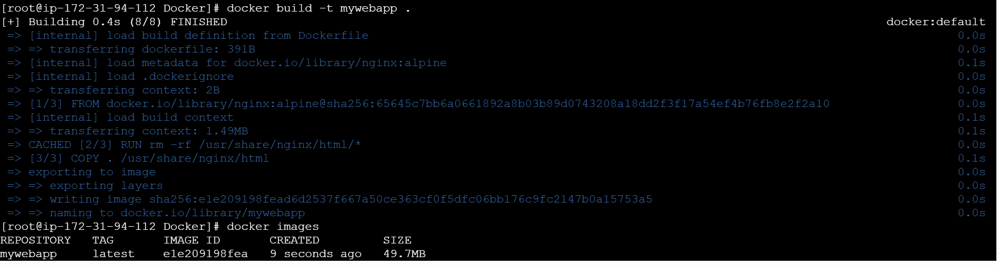 [root@ip-172-31-94-112 Docker]# docker build -t mywebapp .
[+] Building 0.4s (8/8) FINISHED docker:default
=> [internal] load build definition from Dockerfile 0.0s
=> => transferring dockerfile: 391B 0.0s
=> [internal] load metadata for docker.io/library/nginx:alpine 0.1s
=> [internal] load .dockerignore 0.0s
=> => transferring context: 2B 0.0s
=> [1/3] FROM docker.io/library/nginx:alpine@sha256:65645c7bb6a0661892a8b03b89d0743208a18dd2f3f17a54ef4b76fb8e2f2a10 0.0s
=> [internal] load build context 0.1s
=> => transferring context: 1.49MB 0.1s
=> CACHED [2/3] RUN rm -rf /usr/share/nginx/html/* 0.0s
=> [3/3] COPY . /usr/share/nginx/html 0.1s
=> exporting to image 0.0s
=> => exporting layers 0.0s
=> => writing image sha256:e1e209198fead6d2537f667a50ce363cf0f5dfc06bb176c9fc2147b0a15753a5 0.0s
=> => naming to docker.io/library/mywebapp 0.0s
[root@ip-172-31-94-112 Docker]# docker images
REPOSITORY TAG IMAGE ID CREATED SIZE
mywebapp latest e1e209198fea 9 seconds ago 49.7MB